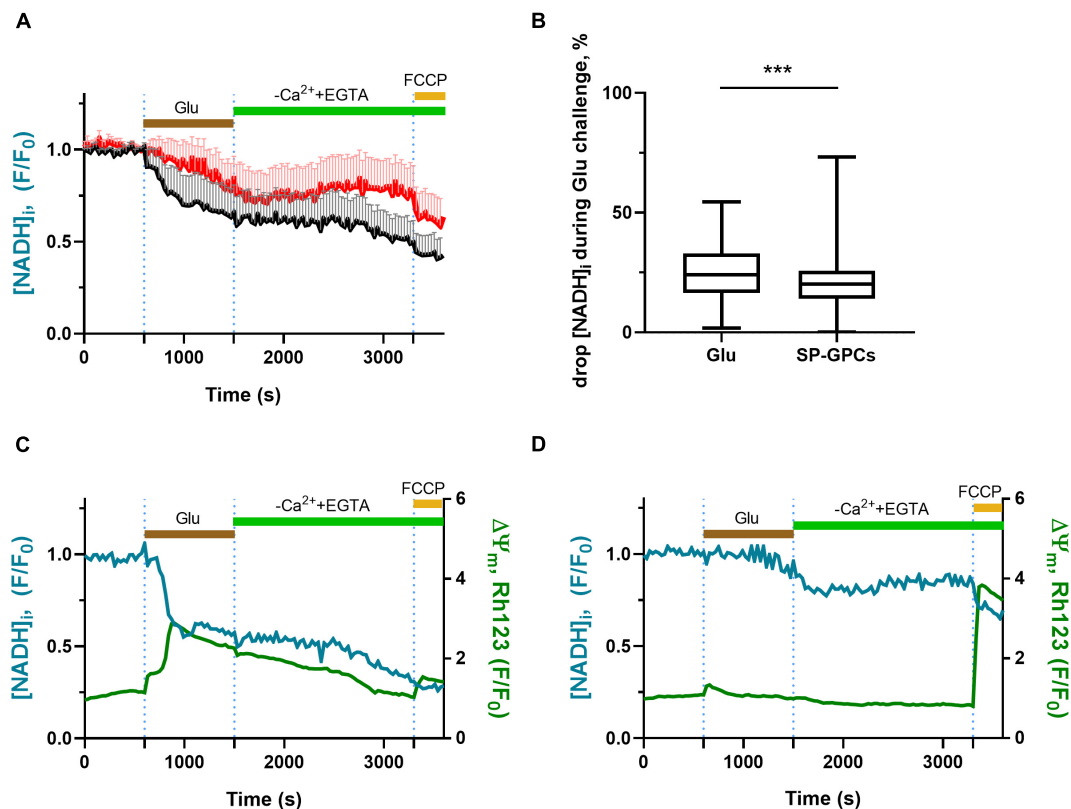 A
FCCP
Glu
-Ca²⁺+EGTA
[NADH]ᵢ, (F/F₀)
1.0
0.5
0.0
0
1000
2000
3000
Time (s)
B
drop [NADH]ᵢ during Glu challenge, %
***
100
50
0
Glu
SP-GPCs
C
FCCP
Glu
-Ca²⁺+EGTA
[NADH]ᵢ, (F/F₀)
1.0
0.5
0.0
6
4
2
0
ΔΨₘ, Rh123 (F/F₀)
0
1000
2000
3000
Time (s)
D
FCCP
Glu
-Ca²⁺+EGTA
[NADH]ᵢ, (F/F₀)
1.0
0.5
0.0
6
4
2
0
ΔΨₘ, Rh123 (F/F₀)
0
1000
2000
3000
Time (s)